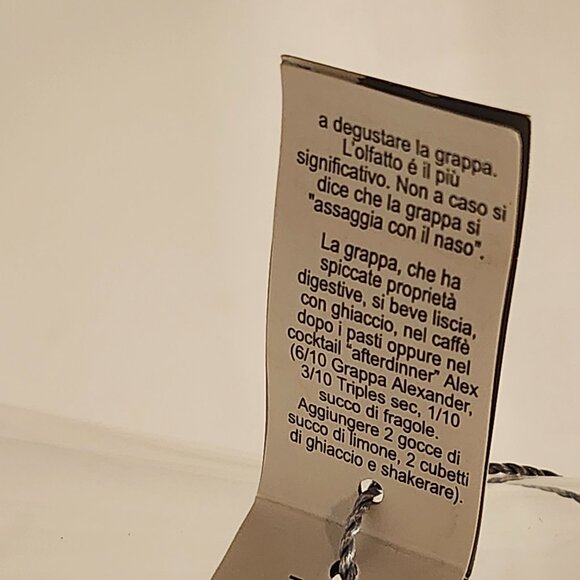 a degustare la grappa.
L'olfatto é il più
significativo. Non a caso si
dice che la grappa si
"assaggia con il naso".
La grappa, che ha
spiccate proprietà
digestive, si beve liscia,
con ghiaccio, nel caffè
dopo i pasti oppure nel
cocktail "afterdinner" Alex
(6/10 Grappa Alexander,
3/10 Triples sec, 1/10
succo di fragole.
Aggiungere 2 gocce di
succo di limone, 2 cubetti
di ghiaccio e shakerare).